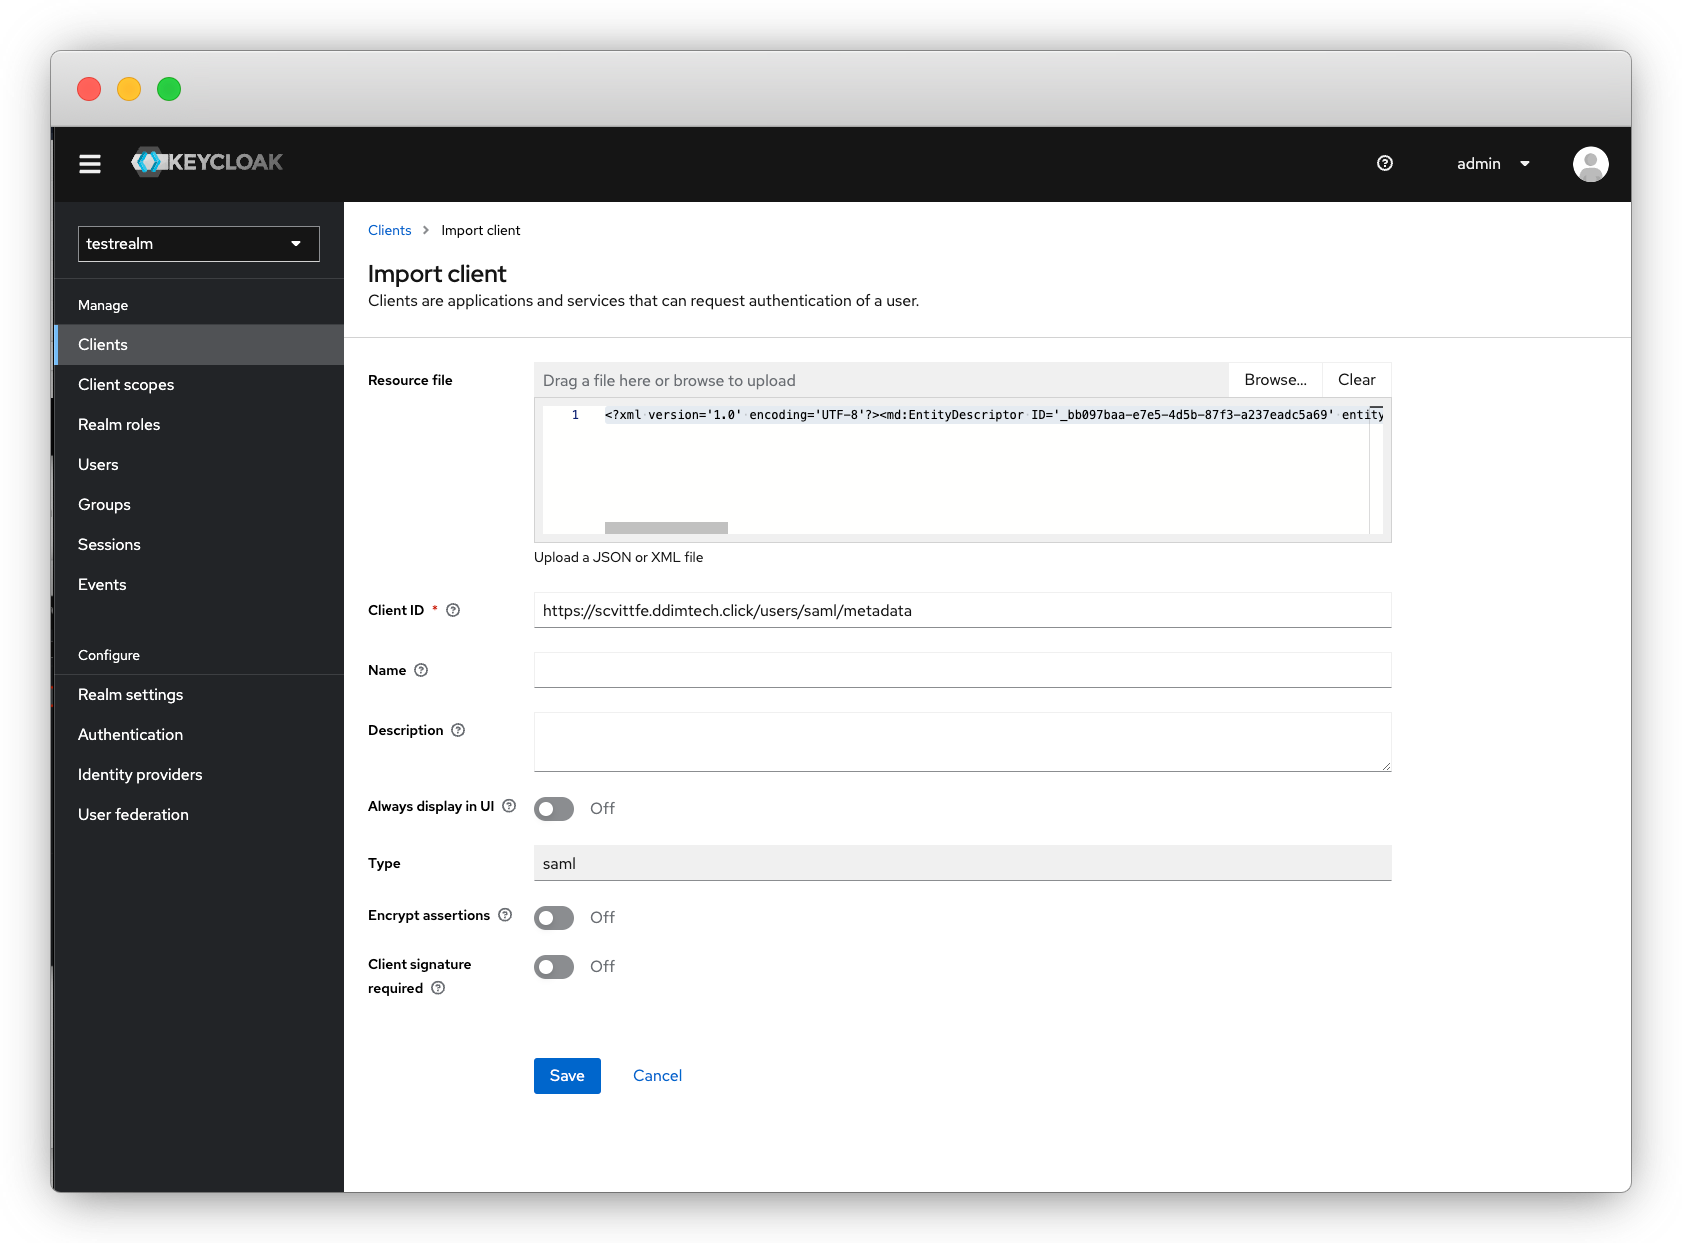 KEYCLOAK
admin
testrealm
Manage
Clients
Client scopes
Realm roles
Users
Groups
Sessions
Events
Configure
Realm settings
Authentication
Identity providers
User federation
Clients > Import client
Import client
Clients are applications and services that can request authentication of a user.
Resource file
Drag a file here or browse to upload
Browse...
Clear
1 <?xml version='1.0' encoding='UTF-8'?><md:EntityDescriptor ID='_bb097baa-e7e5-4d5b-87f3-a237eadc5a69' entity
Upload a JSON or XML file
Client ID *
https://scvittfe.ddimtech.click/users/saml/metadata
Name
Description
Always display in UI
Off
Type
saml
Encrypt assertions
Off
Client signature
required
Off
Save
Cancel